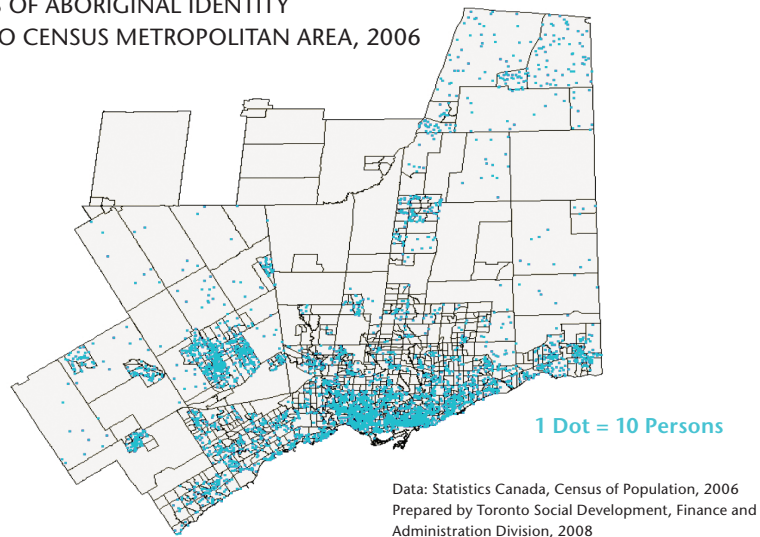 OF ABORIGINAL IDENTITY
CENSUS METROPOLITAN AREA, 2006
1 Dot = 10 Persons
Data: Statistics Canada, Census of Population, 2006
Prepared by Toronto Social Development, Finance and
Administration Division, 2008